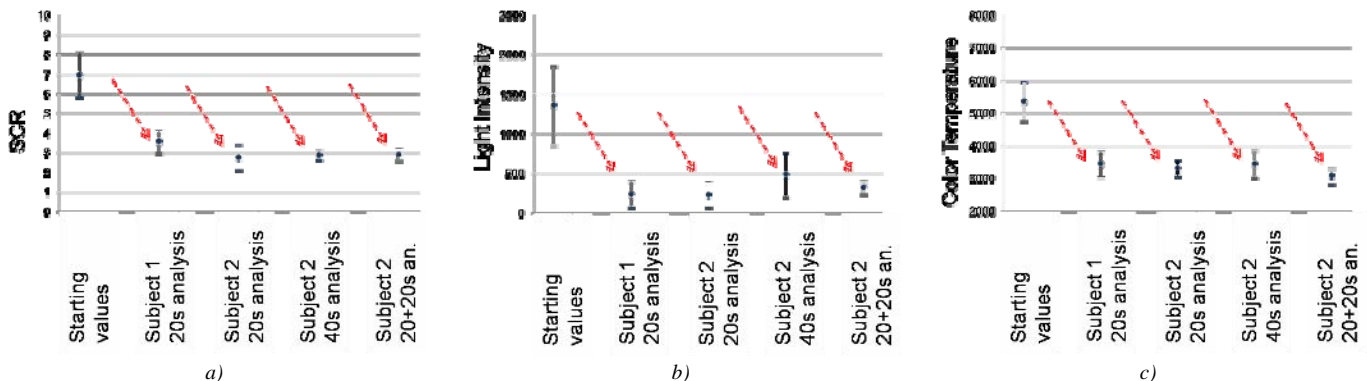 10
9
8
7
6
5
4
3
2
1
0
SCR
Starting
values
Subject 1
20s analysis
Subject 2
20s analysis
Subject 2
40s analysis
Subject 2
20+20s an.
a)
2500
2000
1500
1000
500
0
Light Intensity
Starting
values
Subject 1
20s analysis
Subject 2
20s analysis
Subject 2
40s analysis
Subject 2
20+20s an.
b)
8000
7000
6000
5000
4000
3000
2000
Color Temperature
Starting
values
Subject 1
20s analysis
Subject 2
20s analysis
Subject 2
40s analysis
Subject 2
20+20s an.
c)